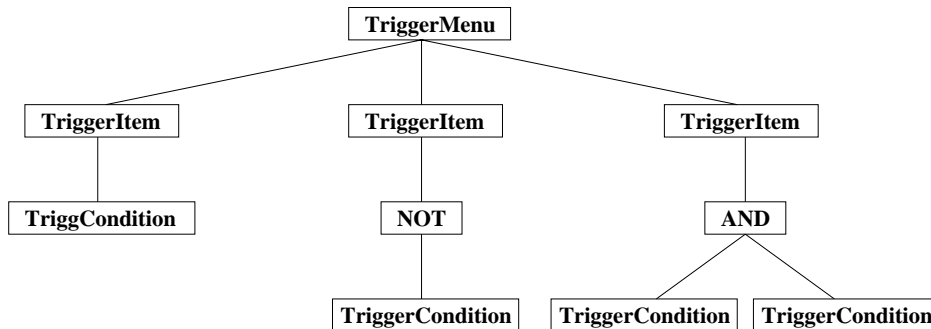 TriggerMenu
TriggerItem TriggerItem TriggerItem
TriggCondition NOT AND
TriggerCondition TriggerCondition TriggerCondition